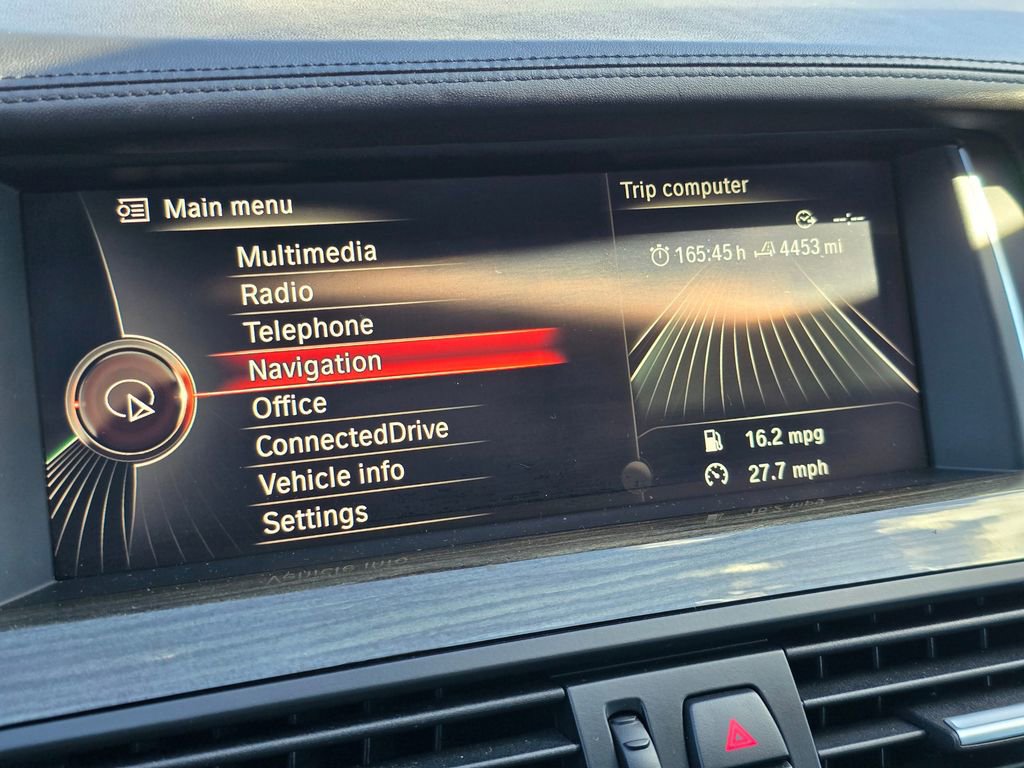 Main menu
Multimedia
Radio
Telephone
Navigation
Office
ConnectedDrive
Vehicle info
Settings
Trip computer
--:--
165:45 h 4453 mi
16.2 mpg
27.7 mph